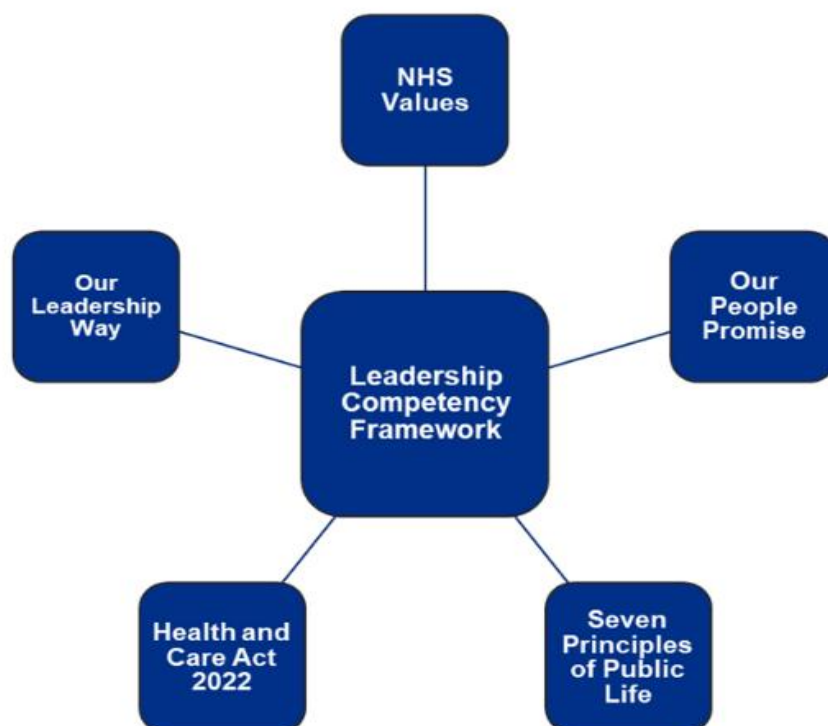 NHS
Values
Our
Leadership
Way
Our
People
Promise
Leadership
Competency
Framework
Health and
Care Act
2022
Seven
Principles
of Public
Life